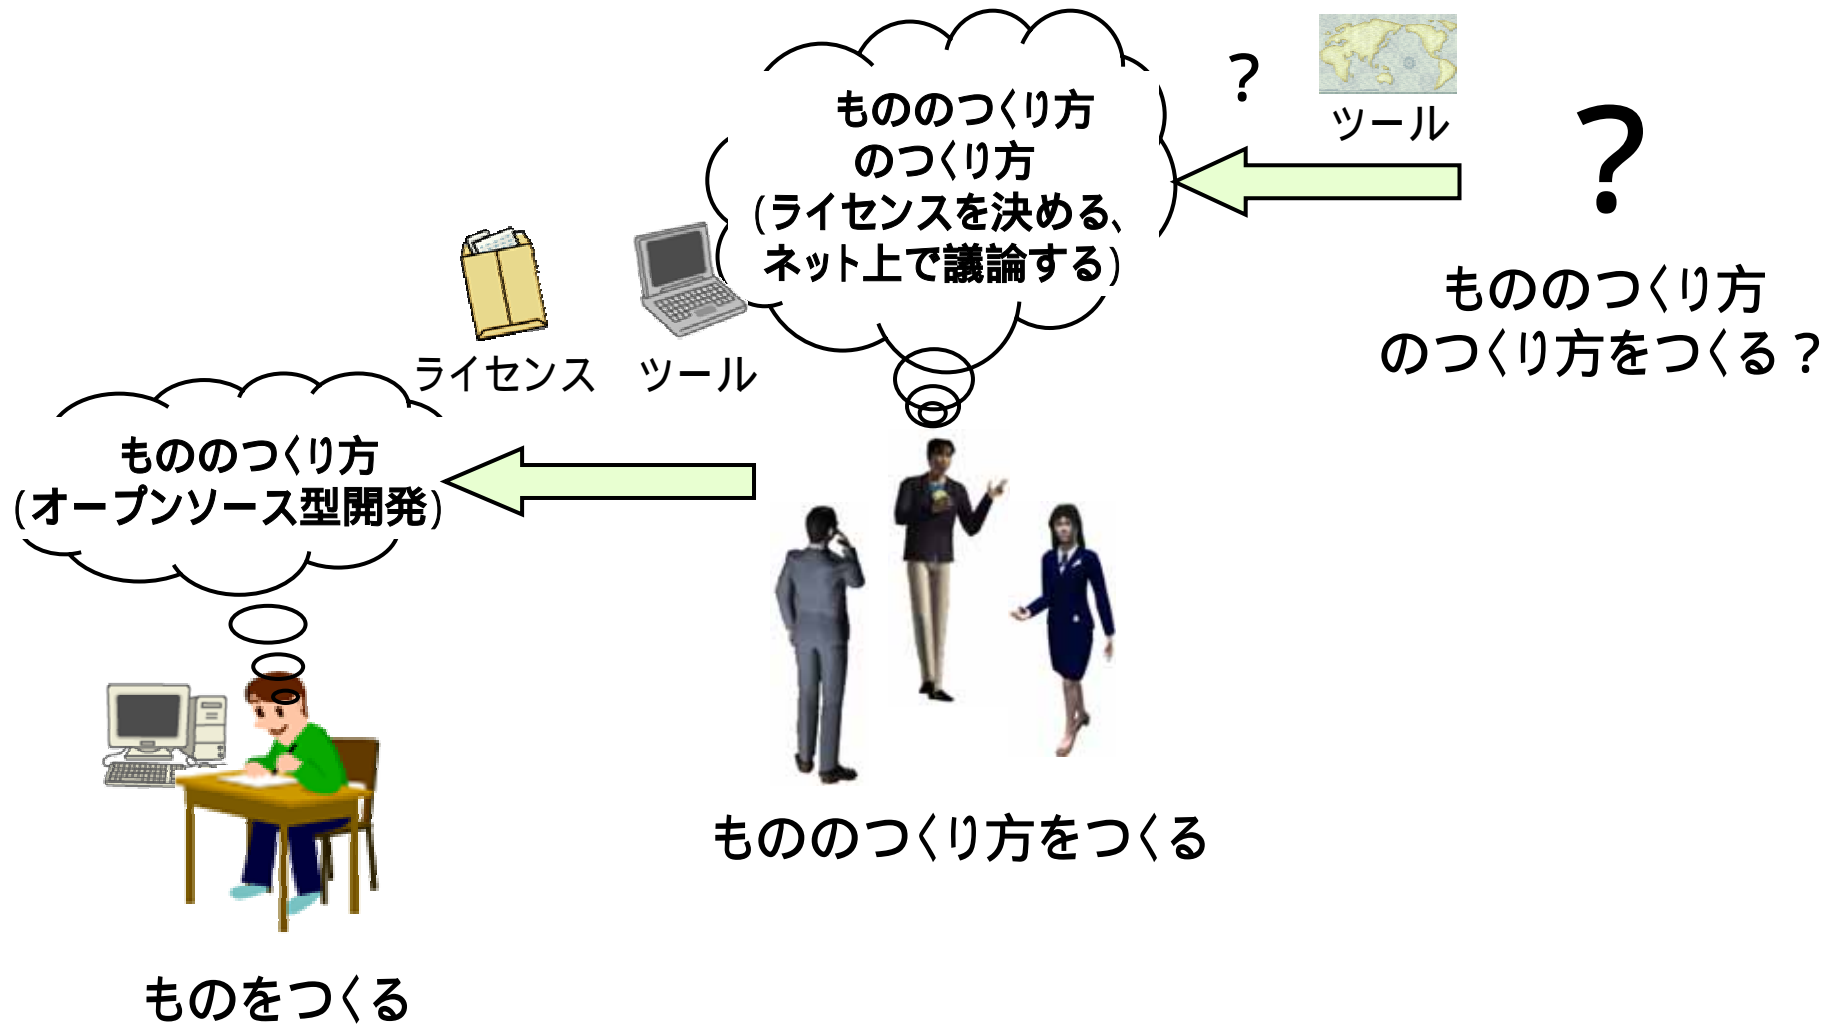 もののつくり方
のつくり方
(ライセンスを決める、
ネット上で議論する)
?
ツール
?
もののつくり方
のつくり方をつくる?
ライセンス
ツール
もののつくり方
(オープンソース型開発)
もののつくり方をつくる
ものをつくる